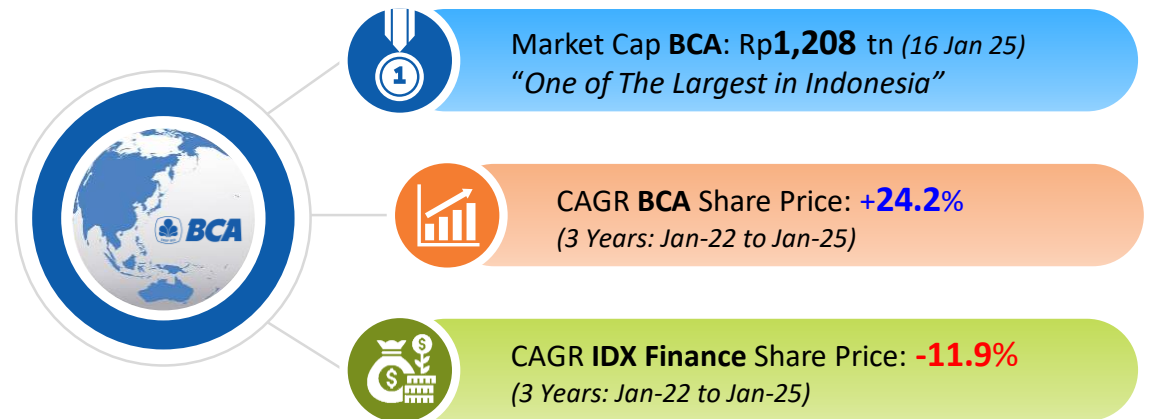 BCA
1
Market Cap BCA: Rp1,208 tn (16 Jan 25)
“One of The Largest in Indonesia”
CAGR BCA Share Price: +24.2%
(3 Years: Jan-22 to Jan-25)
$
$
CAGR IDX Finance Share Price: -11.9%
(3 Years: Jan-22 to Jan-25)